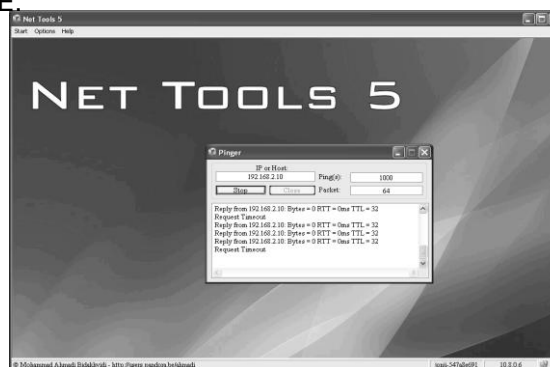 E.
Net Tools 5
Start Options Help
NET TOOLS 5
Pinger
IP or Host:
192.168.2.10 Ping(s): 1000
Stop Close Packet: 64
Reply from 192.168.2.10: Bytes = 0 RTT = 0ms TTL = 32
Request Timeout
Reply from 192.168.2.10: Bytes = 0 RTT = 0ms TTL = 32
Reply from 192.168.2.10: Bytes = 0 RTT = 0ms TTL = 32
Reply from 192.168.2.10: Bytes = 0 RTT = 0ms TTL = 32
Request Timeout
© Mohammad Ahmadi Bidakhvidi - 10.8.0.6